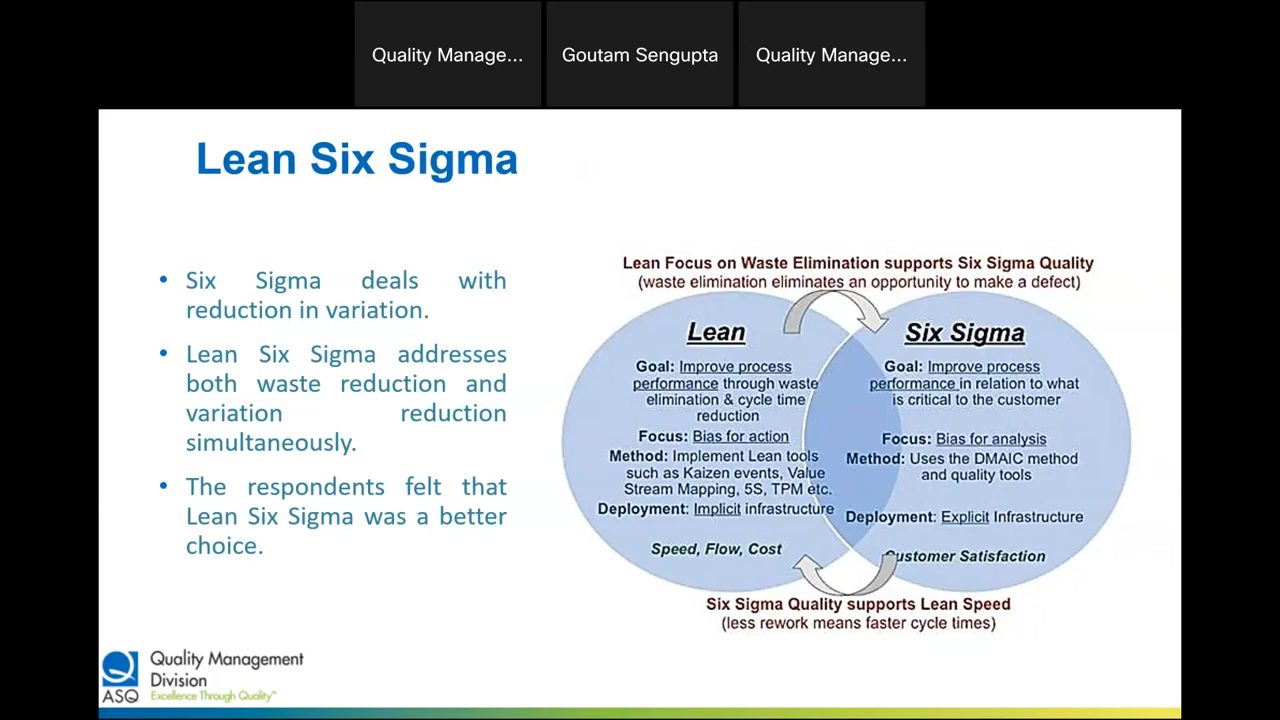 Quality Manage...
Goutam Sengupta
Quality Manage...
Lean Six Sigma
• Six Sigma deals with
reduction in variation.
• Lean Six Sigma addresses
both waste reduction and
variation reduction
simultaneously.
• The respondents felt that
Lean Six Sigma was a better
choice.
Lean Focus on Waste Elimination supports Six Sigma Quality
(waste elimination eliminates an opportunity to make a defect)
Lean
Goal: Improve process
performance through waste
elimination & cycle time
reduction
Focus: Bias for action
Method: Implement Lean tools
such as Kaizen events, Value
Stream Mapping, 5S, TPM etc.
Deployment: Implicit infrastructure
Speed, Flow, Cost
Six Sigma
Goal: Improve process
performance in relation to what
is critical to the customer
Focus: Bias for analysis
Method: Uses the DMAIC method
and quality tools
Deployment: Explicit Infrastructure
Customer Satisfaction
Six Sigma Quality supports Lean Speed
(less rework means faster cycle times)
ASQ
Quality Management
Division
Excellence Through Quality™